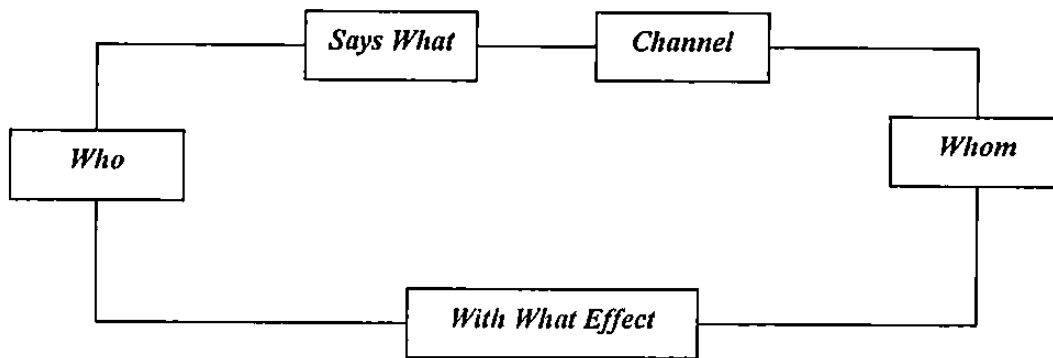 Says What
Channel
Who
Whom
With What Effect